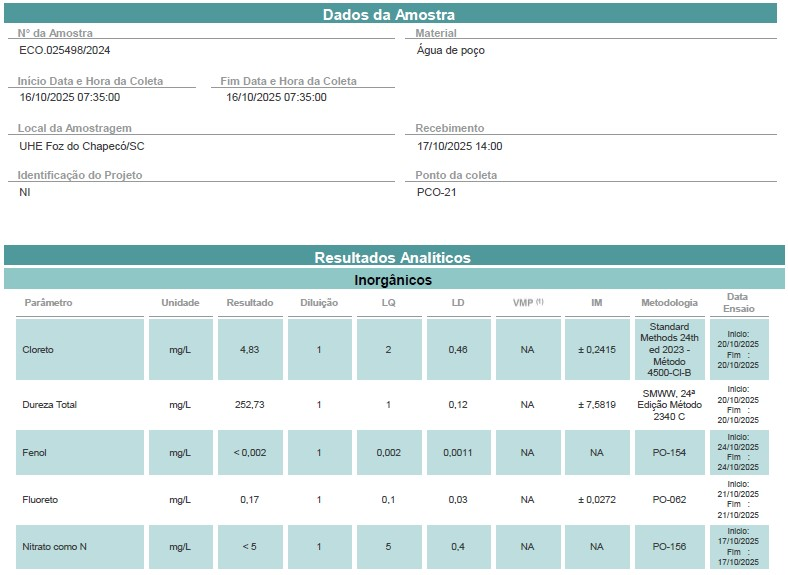 Dados da Amostra
N° da Amostra
Material
ECO.025498/2024
Água de poço
Início Data e Hora da Coleta
Fim Data e Hora da Coleta
16/10/2025 07:35:00
16/10/2025 07:35:00
Local da Amostragem
Recebimento
UHE Foz do Chapecó/SC
17/10/2025 14:00
Identificação do Projeto
Ponto da coleta
NI
PCO-21
Resultados Analíticos
Inorgânicos
Parâmetro Unidade Resultado Diluição LQ LD VMP (1) IM Metodologia Data
Ensaio
Cloreto mg/L 4,83 1 2 0,46 NA ± 0,2415
Standard
Methods 24th
ed 2023 -
Método
4500-Cl-B
Início:
20/10/2025
Fim :
20/10/2025
Dureza Total mg/L 252,73 1 1 0,12 NA ± 7,5819
SMWW, 24ª
Edição Método
2340 C
Início:
20/10/2025
Fim :
20/10/2025
Fenol mg/L < 0,002 1 0,002 0,0011 NA NA PO-154
Início:
24/10/2025
Fim :
24/10/2025
Fluoreto mg/L 0,17 1 0,1 0,03 NA ± 0,0272 PO-062
Início:
21/10/2025
Fim :
21/10/2025
Nitrato como N mg/L < 5 1 5 0,4 NA NA PO-156
Início:
17/10/2025
Fim :
17/10/2025